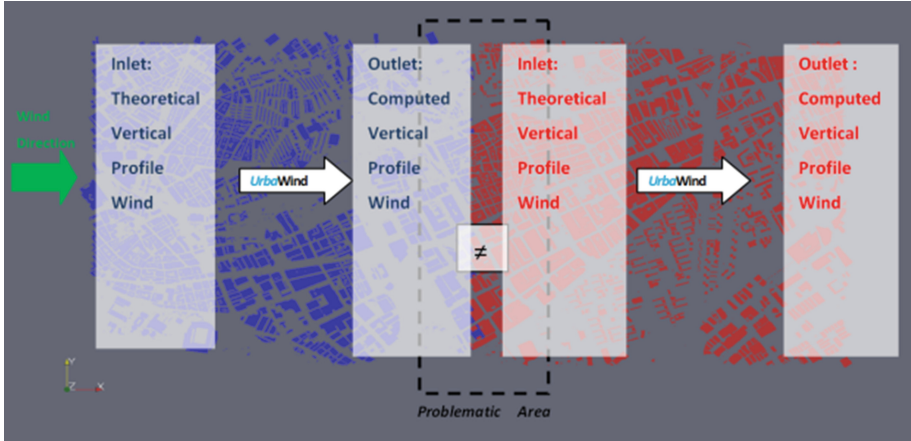 Wind
Direction
Inlet:
Theoretical
Vertical
Profile
Wind
UrbaWind
Outlet:
Computed
Vertical
Profile
Wind
≠
Inlet:
Theoretical
Vertical
Profile
Wind
UrbaWind
Outlet :
Computed
Vertical
Profile
Wind
Y
Z X
Problematic Area